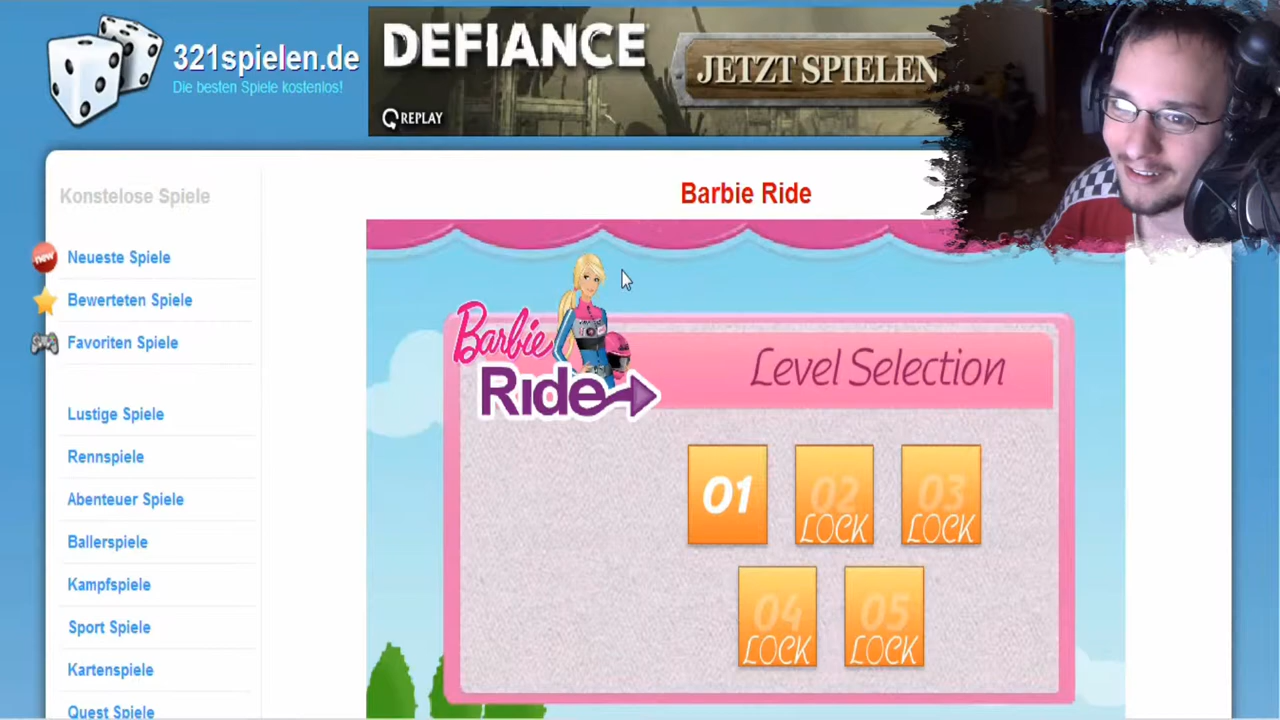 321spielen.de
Die besten Spiele kostenlos!
DEFIANCE
JETZT SPIELEN
REPLAY
Konstelose Spiele
new
Neueste Spiele
Bewerteten Spiele
Favoriten Spiele
Lustige Spiele
Rennspiele
Abenteuer Spiele
Ballerspiele
Kampfspiele
Sport Spiele
Kartenspiele
Quest Spiele
Barbie Ride
Barbie
Ride
Level Selection
01
02
LOCK
03
LOCK
04
LOCK
05
LOCK